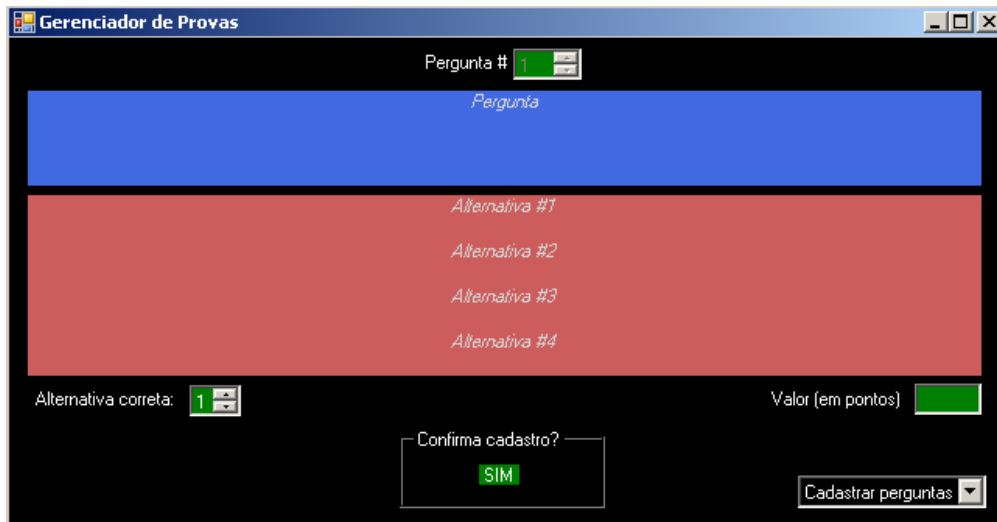 Gerenciador de Provas
Pergunta # 1
Pergunta
Alternativa #1
Alternativa #2
Alternativa #3
Alternativa #4
Alternativa correta: 1 Valor (em pontos)
Confirma cadastro?
SIM
Cadastrar perguntas